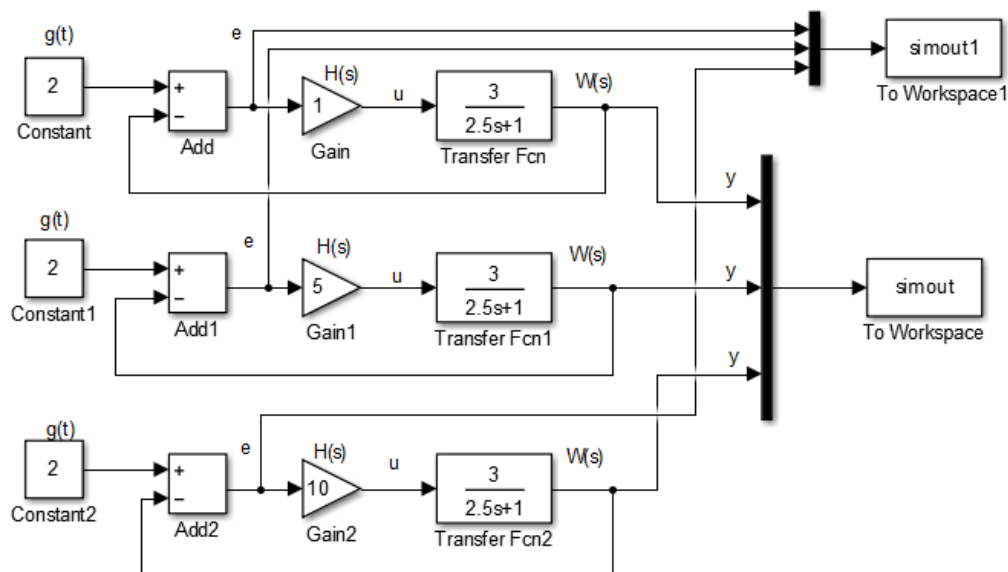 g(t)
2
Constant
+
−
Add
e
H(s)
1
Gain
u
3
2.5s+1
Transfer Fcn
W(s)
simout1
To Workspace1
g(t)
2
Constant1
+
−
Add1
e
H(s)
5
Gain1
u
3
2.5s+1
Transfer Fcn1
W(s)
y
y
y
simout
To Workspace
g(t)
2
Constant2
+
−
Add2
e
H(s)
10
Gain2
u
3
2.5s+1
Transfer Fcn2
W(s)